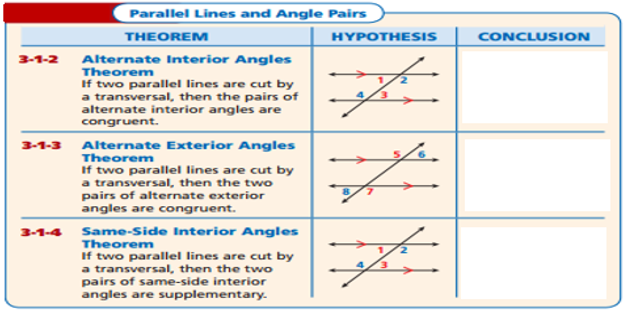 Parallel Lines and Angle Pairs
THEOREM HYPOTHESIS CONCLUSION
3-1-2 Alternate Interior Angles
Theorem
If two parallel lines are cut by
a transversal, then the pairs of
alternate interior angles are
congruent.
1 2
4 3
3-1-3 Alternate Exterior Angles
Theorem
If two parallel lines are cut by
a transversal, then the two
pairs of alternate exterior
angles are congruent.
5 6
8 7
3-1-4 Same-Side Interior Angles
Theorem
If two parallel lines are cut by
a transversal, then the two
pairs of same-side interior
angles are supplementary.
1 2
4 3